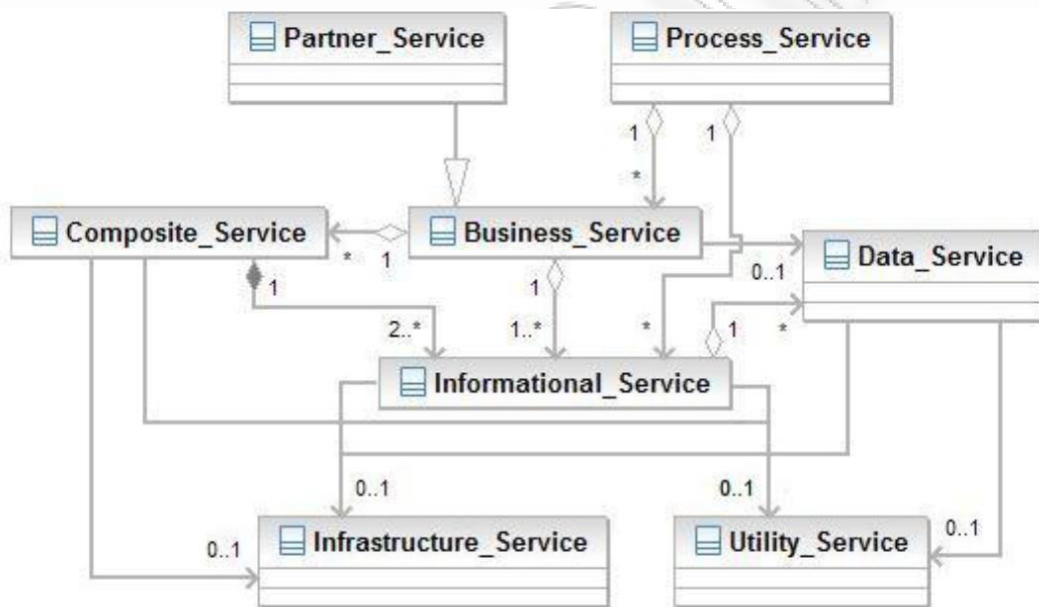 Partner_Service
Process_Service
1
1
*
Composite_Service
Business_Service
*
1
0..1
Data_Service
1
1
2..*
1..*
*
1
*
Informational_Service
0..1
0..1
0..1
0..1
Infrastructure_Service
Utility_Service